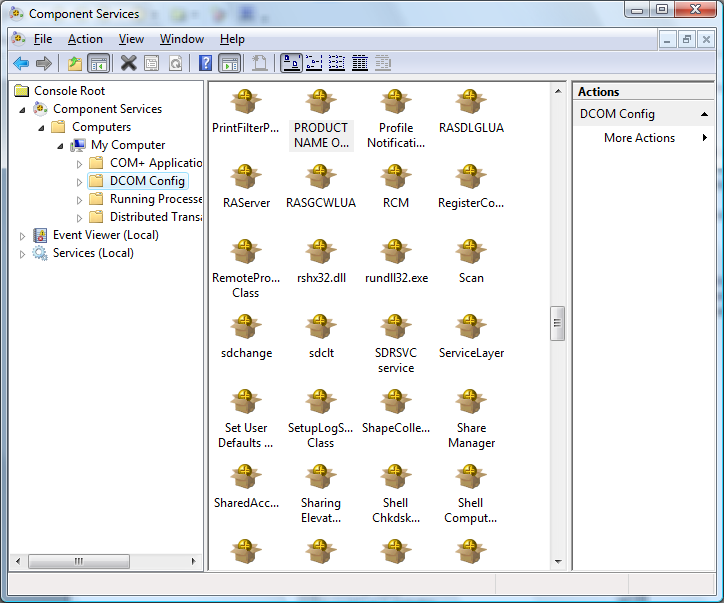 Component Services
File Action View Window Help
Console Root
Component Services
Computers
My Computer
COM+ Applicatio
DCOM Config
Running Processe
Distributed Transa
Event Viewer (Local)
Services (Local)
PrintFilterP... PRODUCT NAME O... Profile Notificati... RASDLGLUA
RAServer RASGCWLUA RCM RegisterCo...
RemotePro... Class rshx32.dll rundll32.exe Scan
sdchange sdclt SDRSVC service ServiceLayer
Set User Defaults ... SetupLogS... Class ShapeColle... Share Manager
SharedAcc... Sharing Elevat... Shell Chkdsk... Shell Comput...
Actions
DCOM Config
More Actions